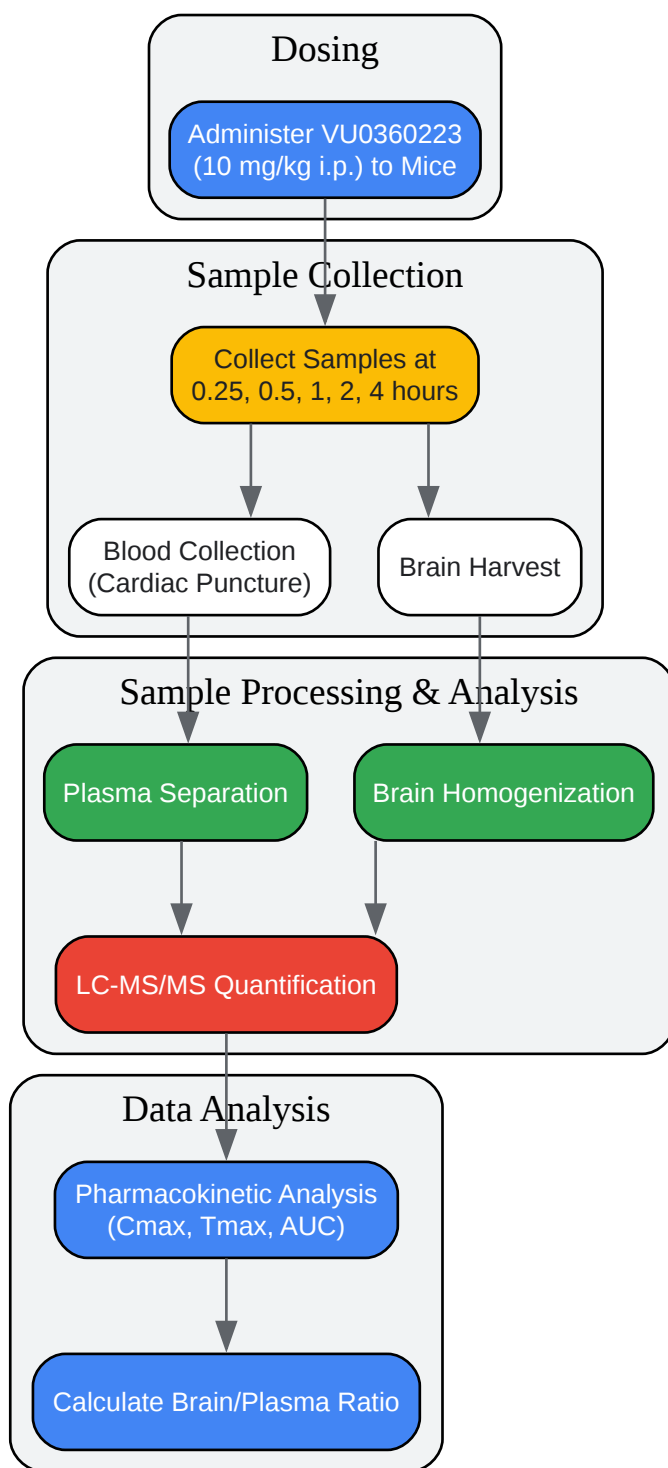 Dosing
Administer VU0360223
(10 mg/kg i.p.) to Mice
Sample Collection
Collect Samples at
0.25, 0.5, 1, 2, 4 hours
Blood Collection
(Cardiac Puncture)
Brain Harvest
Sample Processing & Analysis
Plasma Separation
Brain Homogenization
LC-MS/MS Quantification
Data Analysis
Pharmacokinetic Analysis
(Cmax, Tmax, AUC)
Calculate Brain/Plasma Ratio